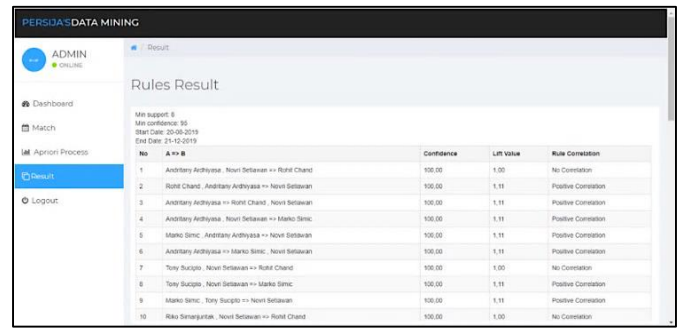 PERSIJA'S DATA MINING
ADMIN
ONLINE
Dashboard
Match
Apriori Process
Result
Logout
/ Result
Rules Result
Min support: 8
Min confidence: 95
Start Date: 20-08-2019
End Date: 21-12-2019
No A => B Confidence Lift Value Rule Correlation
1 Andritany Ardhiyasa , Novri Setiawan => Rohit Chand 100,00 1,00 No Correlation
2 Rohit Chand , Andritany Ardhiyasa => Novri Setiawan 100,00 1,11 Positive Correlation
3 Andritany Ardhiyasa => Rohit Chand , Novri Setiawan 100,00 1,11 Positive Correlation
4 Andritany Ardhiyasa , Novri Setiawan => Marko Simic 100,00 1,11 Positive Correlation
5 Marko Simic , Andritany Ardhiyasa => Novri Setiawan 100,00 1,11 Positive Correlation
6 Andritany Ardhiyasa => Marko Simic , Novri Setiawan 100,00 1,11 Positive Correlation
7 Tony Sucipto , Novri Setiawan => Rohit Chand 100,00 1,00 No Correlation
8 Tony Sucipto , Novri Setiawan => Marko Simic 100,00 1,11 Positive Correlation
9 Marko Simic , Tony Sucipto => Novri Setiawan 100,00 1,11 Positive Correlation
10 Riko Simanjuntak , Novri Setiawan => Rohit Chand 100,00 1,00 No Correlation